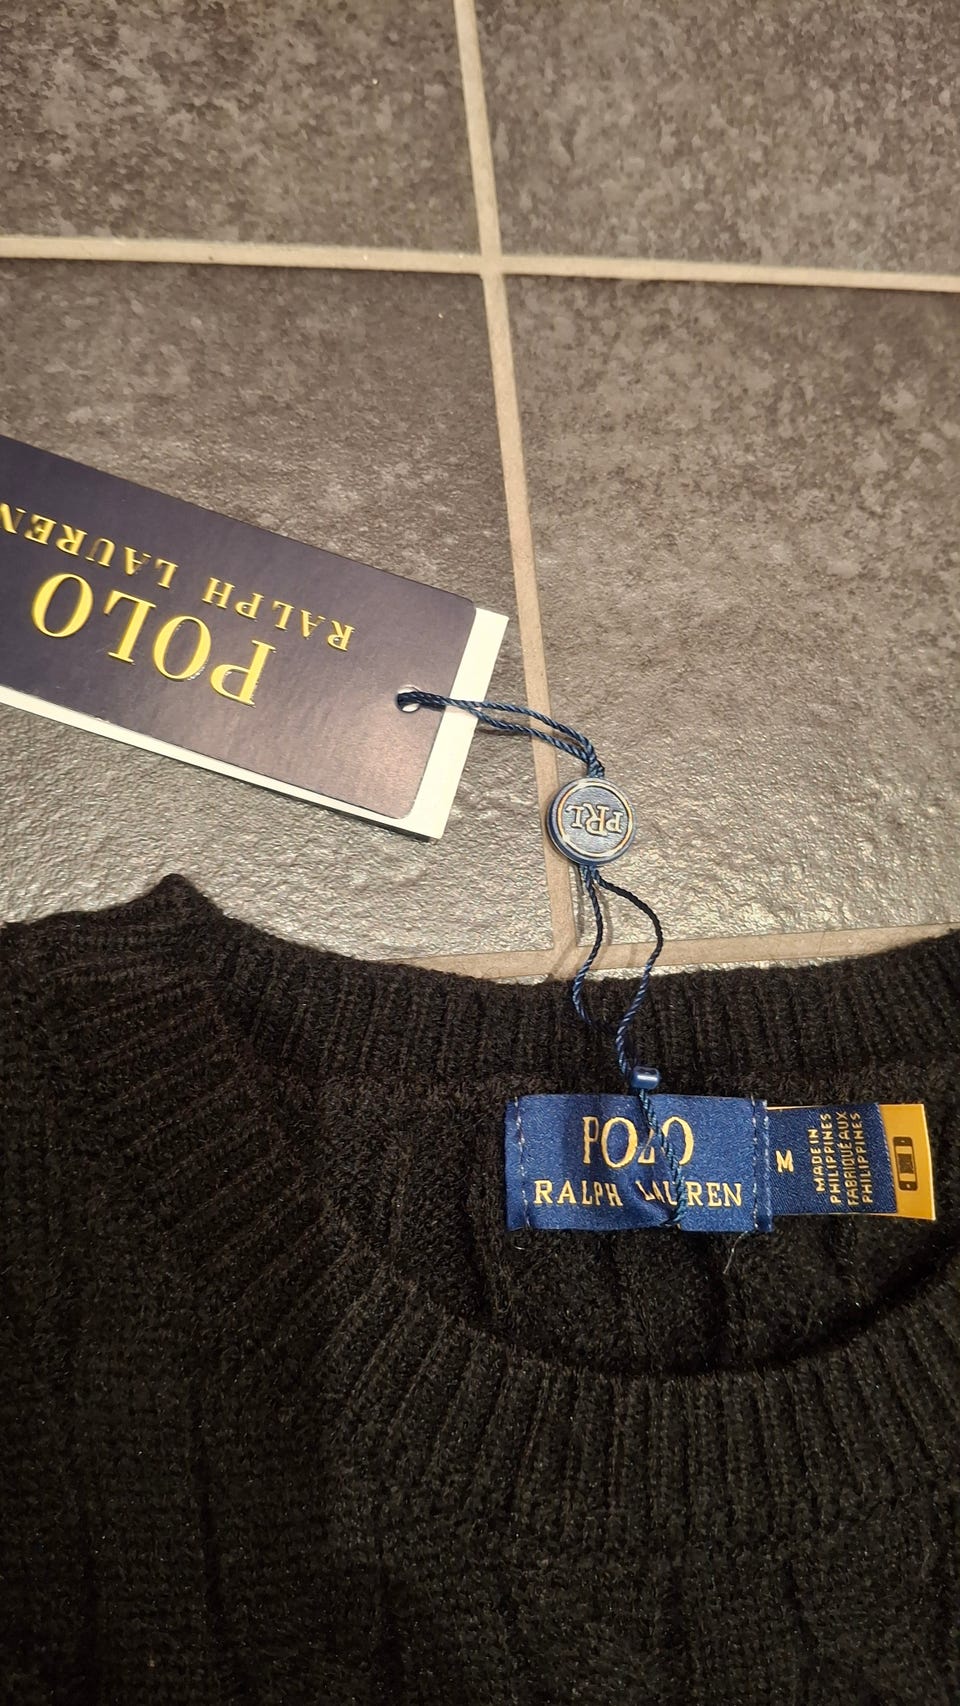 POLO
RALPH LAUREN
PRL
POLO
RALPH LAUREN
M
MADE IN
PHILIPPINES
FABRIQUÉ AUX
PHILIPPINES